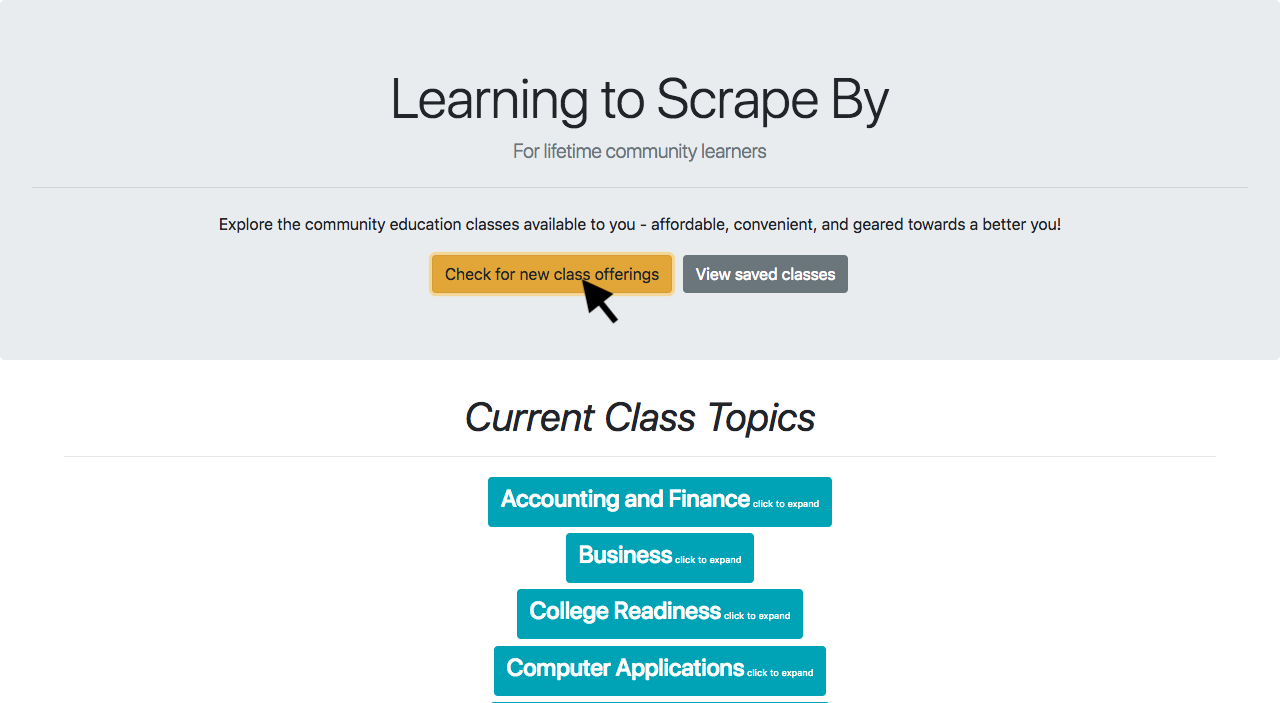 Learning to Scrape By
For lifetime community learners
Explore the community education classes available to you - affordable, convenient, and geared towards a better you!
Check for new class offerings View saved classes
Current Class Topics
Accounting and Finance click to expand
Business click to expand
College Readiness click to expand
Computer Applications click to expand